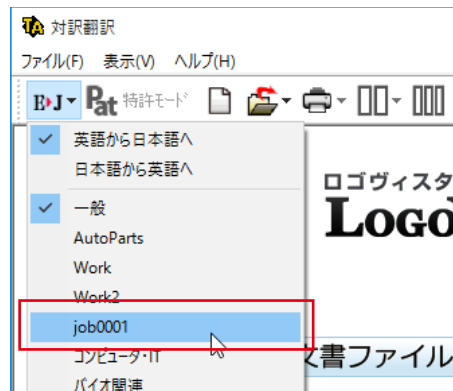 TA 対訳翻訳
ファイル(F) 表示(V) ヘルプ(H)
E▸J Pat 特許モード
英語から日本語へ
日本語から英語へ
一般
AutoParts
Work
Work2
job0001
コンピュータ・IT
バイオ関連
ロゴヴィスタ
LOGO
文書ファイル